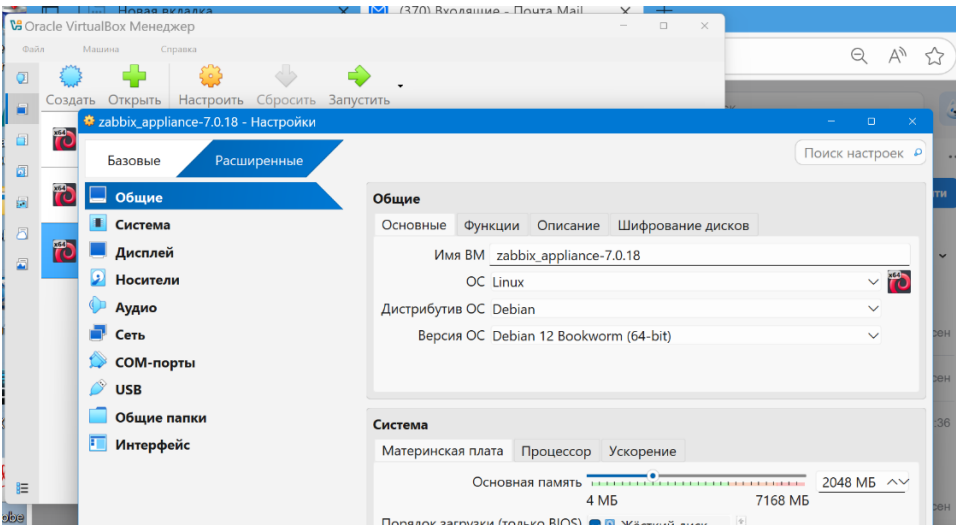 Новая вкладка
(370) Входящие - Почта Mail
Oracle VirtualBox Менеджер
Файл Машина Справка
Создать Открыть Настроить Сбросить Запустить
zabbix_appliance-7.0.18 - Настройки
Базовые Расширенные
Поиск настроек
Общие
Система
Дисплей
Носители
Аудио
Сеть
COM-порты
USB
Общие папки
Интерфейс
Общие
Основные Функции Описание Шифрование дисков
Имя ВМ zabbix_appliance-7.0.18
ОС Linux
Дистрибутив ОС Debian
Версия ОС Debian 12 Bookworm (64-bit)
Система
Материнская плата Процессор Ускорение
Основная память 2048 МБ
4 МБ 7168 МБ
Порядок загрузки (только BIOS) Жёсткий диск